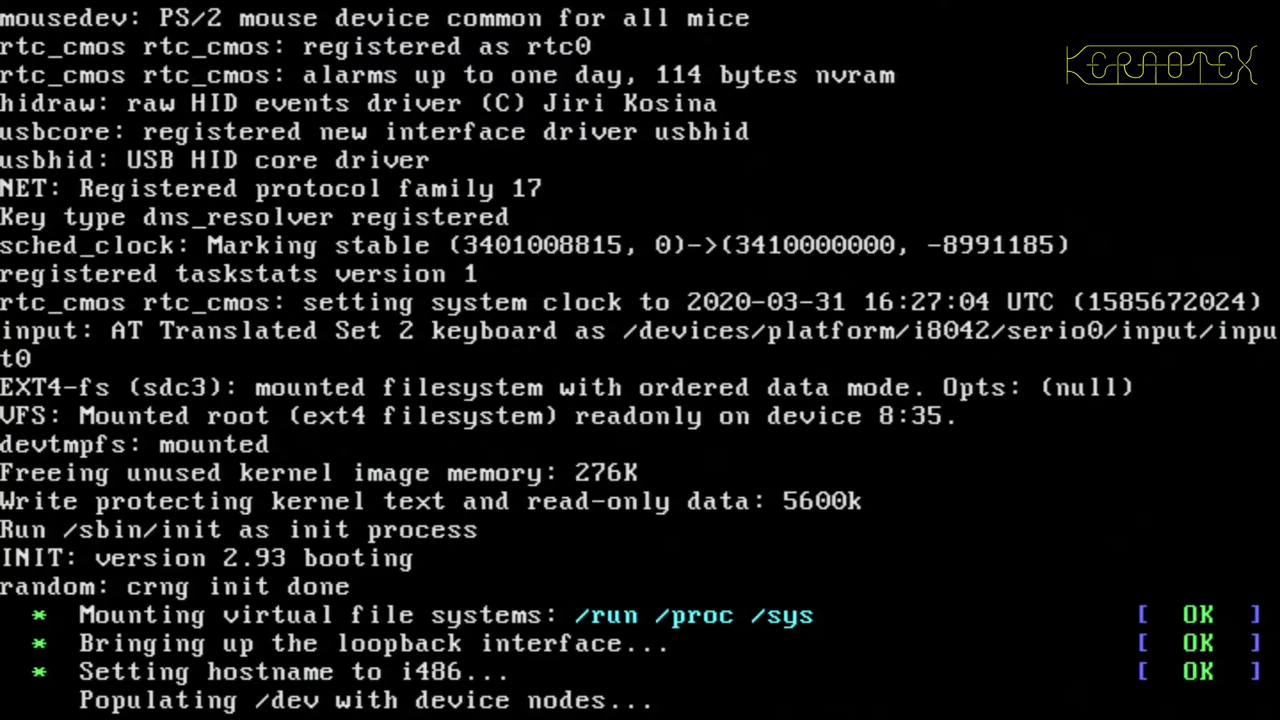 mousedev: PS/2 mouse device common for all mice
rtc_cmos rtc_cmos: registered as rtc0
rtc_cmos rtc_cmos: alarms up to one day, 114 bytes nvram
hidraw: raw HID events driver (C) Jiri Kosina
usbcore: registered new interface driver usbhid
usbhid: USB HID core driver
NET: Registered protocol family 17
Key type dns_resolver registered
sched_clock: Marking stable (3401008815, 0)->(3410000000, -8991185)
registered taskstats version 1
rtc_cmos rtc_cmos: setting system clock to 2020-03-31 16:27:04 UTC (1585672024)
input: AT Translated Set 2 keyboard as /devices/platform/i8042/serio0/input/inpu
t0
EXT4-fs (sdc3): mounted filesystem with ordered data mode. Opts: (null)
VFS: Mounted root (ext4 filesystem) readonly on device 8:35.
devtmpfs: mounted
Freeing unused kernel image memory: 276K
Write protecting kernel text and read-only data: 5600k
Run /sbin/init as init process
INIT: version 2.93 booting
random: crng init done
* Mounting virtual file systems: /run /proc /sys [ OK ]
* Bringing up the loopback interface... [ OK ]
* Setting hostname to i486... [ OK ]
Populating /dev with device nodes...